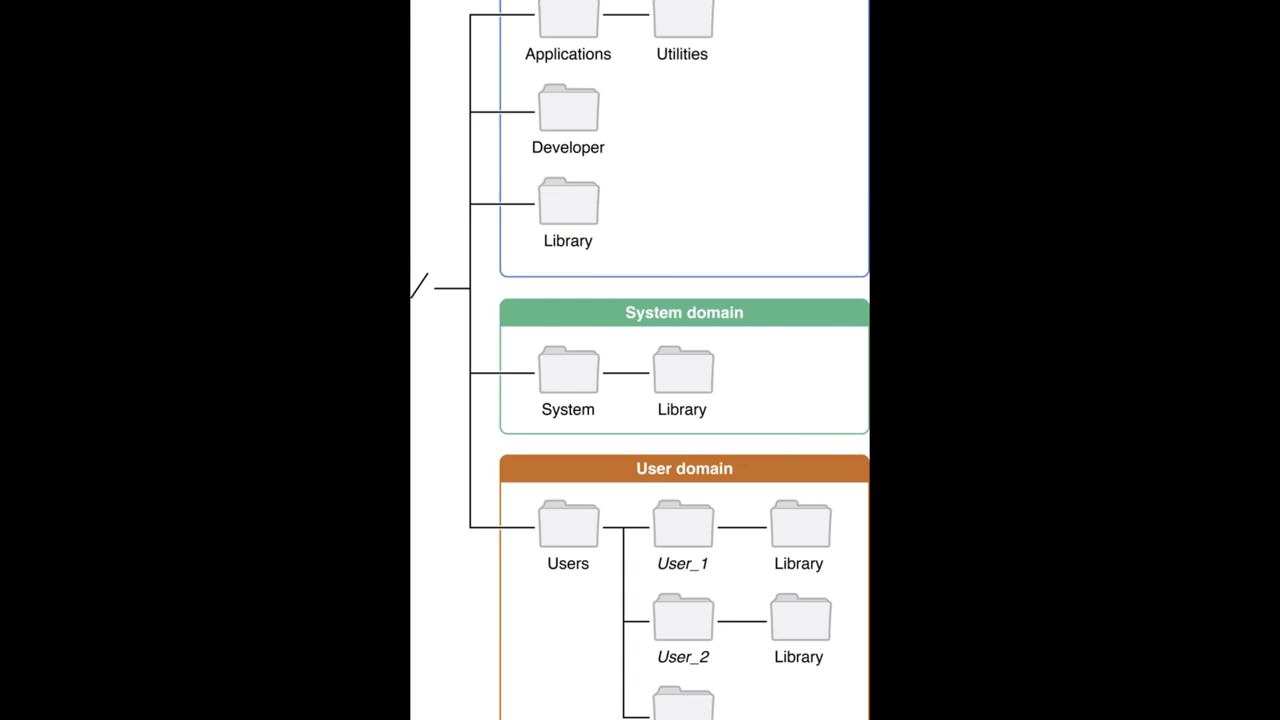 Applications Utilities
Developer
Library
/
System domain
System Library
User domain
Users User_1 Library
User_2 Library